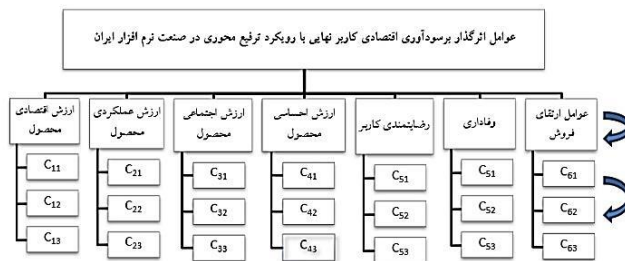 عوامل اثرگذار برسودآوری اقتصادی کاربر نهایی با رویکرد ترفیع محوری در صنعت نرم افزار ایران
عوامل ارتقای
فروش
وفاداری
رضایتمندی کاربر
ارزش احساسی
محصول
ارزش اجتماعی
محصول
ارزش عملکردی
محصول
ارزش اقتصادی
محصول
C61
C51
C51
C41
C31
C21
C11
C62
C52
C52
C42
C32
C22
C12
C63
C53
C53
C43
C33
C23
C13